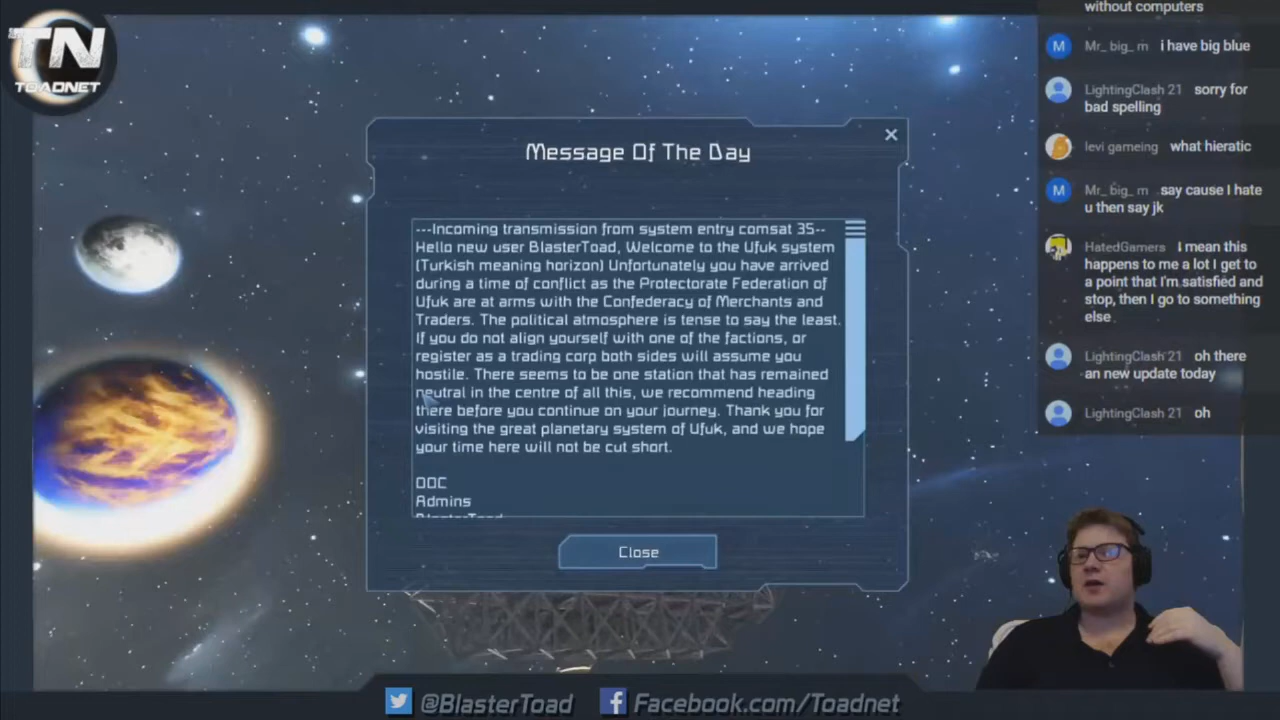 TN
TOADNET
Message Of The Day
---Incoming transmission from system entry comsat 35--
Hello new user BlasterToad, Welcome to the Ufuk system
(Turkish meaning horizon) Unfortunately you have arrived
during a time of conflict as the Protectorate Federation of
Ufuk are at arms with the Confederacy of Merchants and
Traders. The political atmosphere is tense to say the least.
If you do not align yourself with one of the factions, or
register as a trading corp both sides will assume you
hostile. There seems to be one station that has remained
neutral in the centre of all this, we recommend heading
there before you continue on your journey. Thank you for
visiting the great planetary system of Ufuk, and we hope
your time here will not be cut short.
OOC
Admins
BlasterToad
Close
without computers
M Mr_ big_ m i have big blue
LightingClash 21 sorry for
bad spelling
levi gameing what hieratic
M Mr_ big_ m say cause I hate
u then say jk
HatedGamers I mean this
happens to me a lot I get to
a point that I'm satisfied and
stop, then I go to something
else
LightingClash 21 oh there
an new update today
LightingClash 21 oh
@BlasterToad
Facebook.com/Toadnet